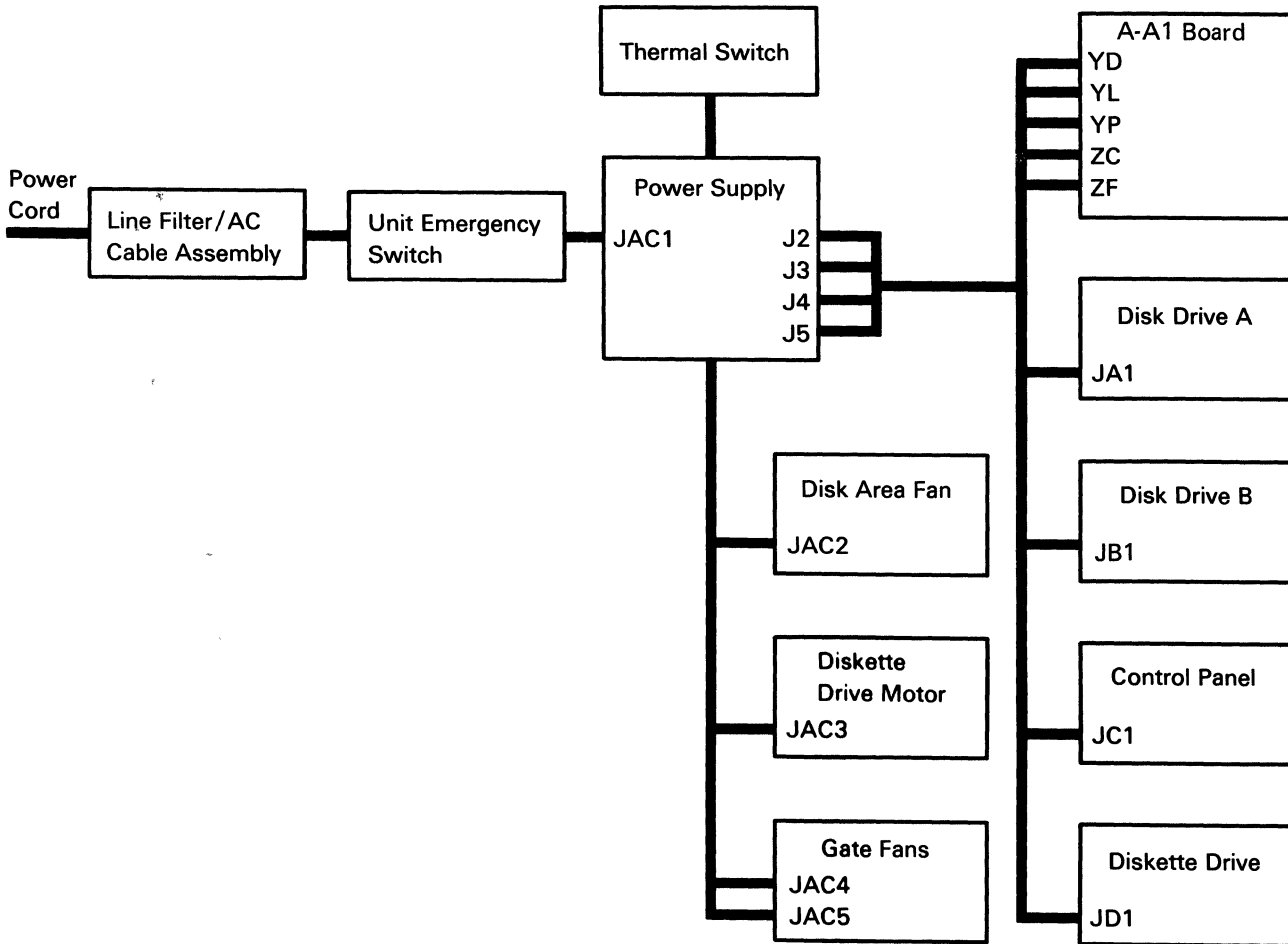 Thermal Switch
A-A1 Board
YD
YL
YP
ZC
ZF
Power
Cord
Line Filter/AC
Cable Assembly
Unit Emergency
Switch
Power Supply
JAC1
J2
J3
J4
J5
Disk Drive A
JA1
Disk Area Fan
JAC2
Disk Drive B
JB1
Diskette
Drive Motor
JAC3
Control Panel
JC1
Gate Fans
JAC4
JAC5
Diskette Drive
JD1